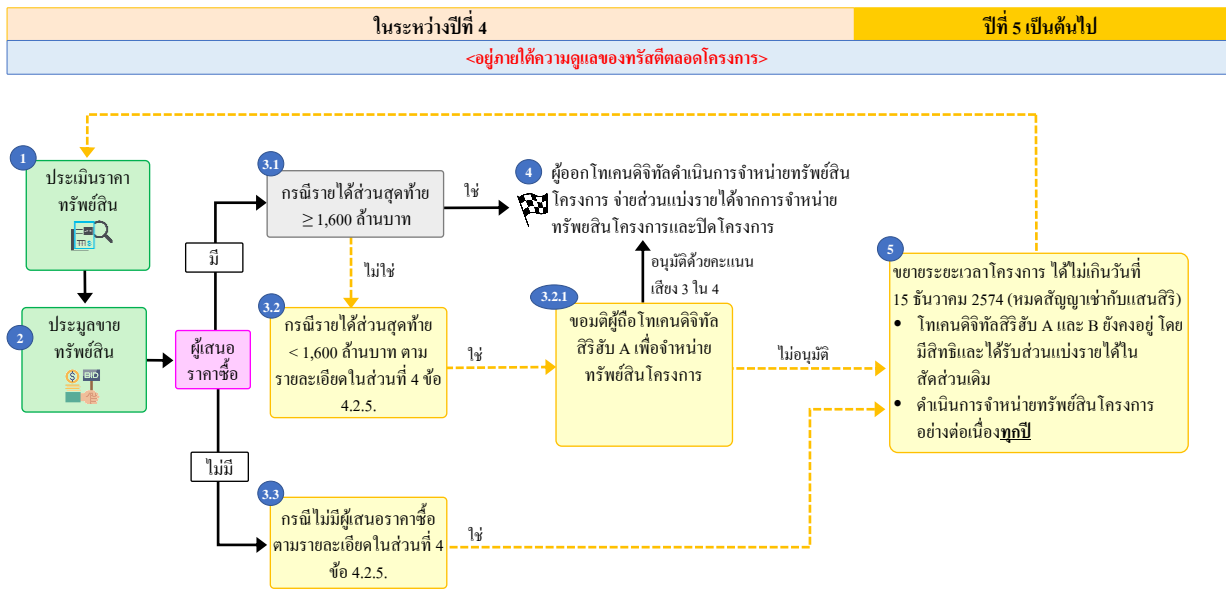 ในระหว่างปีที่ 4
ปีที่ 5 เป็นต้นไป
<อยู่ภายใต้ความดูแลของทรัสตีตลอดโครงการ>
1
ประเมินราคา
ทรัพย์สิน
2
ประมูลขาย
ทรัพย์สิน
BID
ผู้เสนอ
ราคาซื้อ
มี
ไม่มี
3.1
กรณีรายได้ส่วนสุดท้าย
≥ 1,600 ล้านบาท
ใช่
ไม่ใช่
4
ผู้ออกโทเคนดิจิทัลดำเนินการจำหน่ายทรัพย์สิน
โครงการ จ่ายส่วนแบ่งรายได้จากการจำหน่าย
ทรัพยสินโครงการและปิดโครงการ
3.2
กรณีรายได้ส่วนสุดท้าย
< 1,600 ล้านบาท ตาม
รายละเอียดในส่วนที่ 4 ข้อ
4.2.5.
ใช่
อนุมัติด้วยคะแนน
เสียง 3 ใน 4
3.2.1
ขอมติผู้ถือโทเคนดิจิทัล
สิริฮับ A เพื่อจำหน่าย
ทรัพย์สินโครงการ
ไม่อนุมัติ
3.3
กรณีไม่มีผู้เสนอราคาซื้อ
ตามรายละเอียดในส่วนที่ 4
ข้อ 4.2.5.
ใช่
5
ขยายระยะเวลาโครงการ ได้ไม่เกินวันที่
15 ธันวาคม 2574 (หมดสัญญาเช่ากับแสนสิริ)
• โทเคนดิจิทัลสิริฮับ A และ B ยังคงอยู่ โดย
มีสิทธิและได้รับส่วนแบ่งรายได้ใน
สัดส่วนเดิม
• ดำเนินการจำหน่ายทรัพย์สินโครงการ
อย่างต่อเนื่องทุกปี